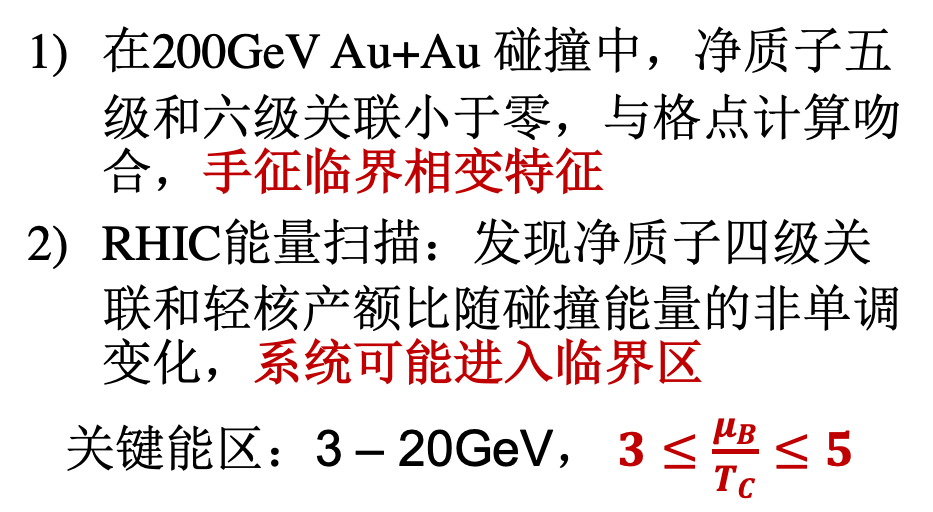 1) 在200GeV Au+Au 碰撞中，净质子五
级和六级关联小于零，与格点计算吻
合，手征临界相变特征
2) RHIC能量扫描：发现净质子四级关
联和轻核产额比随碰撞能量的非单调
变化，系统可能进入临界区
关键能区：3 – 20GeV， 3 ≤ μ_B/T_C ≤ 5